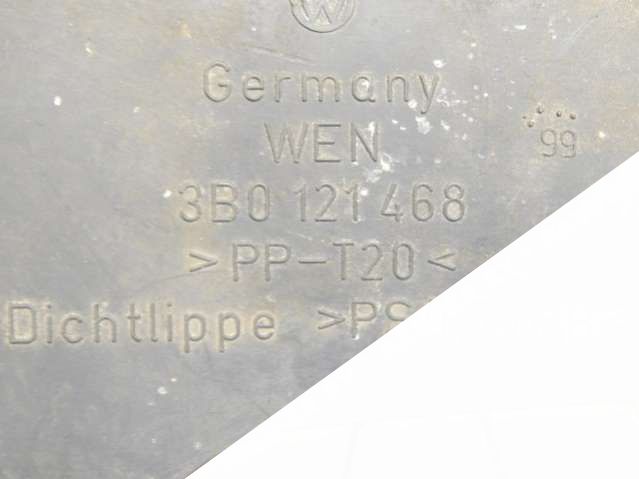 Germany
WEN
99
3B0 121 468
>PP-T20<
Dichtlippe